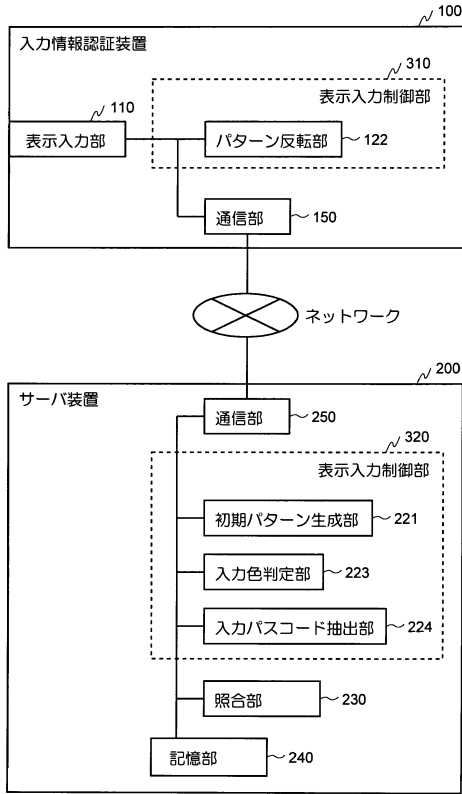 100
入力情報認証装置
310
表示入力制御部
110
表示入力部
パターン反転部
122
通信部
150
ネットワーク
200
サーバ装置
通信部
250
320
表示入力制御部
初期パターン生成部
221
入力色判定部
223
入力パスコード抽出部
224
照合部
230
記憶部
240